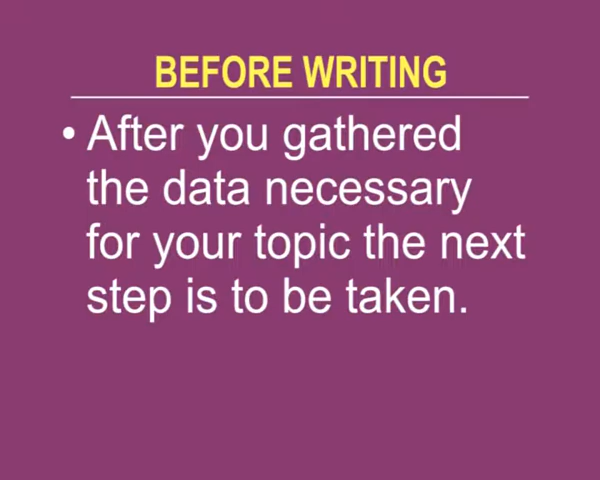 BEFORE WRITING
• After you gathered
the data necessary
for your topic the next
step is to be taken.